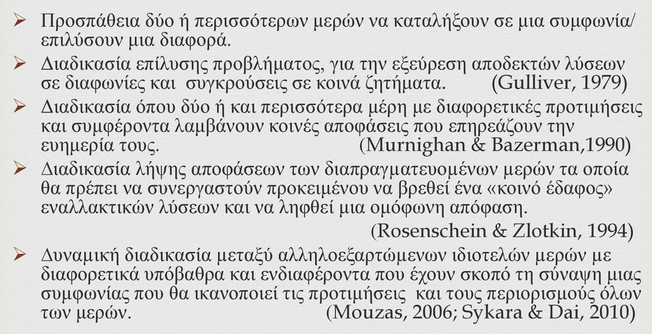 ➢ Προσπάθεια δύο ή περισσότερων μερών να καταλήξουν σε μια συμφωνία/
επιλύσουν μια διαφορά.
➢ Διαδικασία επίλυσης προβλήματος, για την εξεύρεση αποδεκτών λύσεων
σε διαφωνίες και συγκρούσεις σε κοινά ζητήματα. (Gulliver, 1979)
➢ Διαδικασία όπου δύο ή και περισσότερα μέρη με διαφορετικές προτιμήσεις
και συμφέροντα λαμβάνουν κοινές αποφάσεις που επηρεάζουν την
ευημερία τους. (Murnighan & Bazerman,1990)
➢ Διαδικασία λήψης αποφάσεων των διαπραγματευομένων μερών τα οποία
θα πρέπει να συνεργαστούν προκειμένου να βρεθεί ένα «κοινό έδαφος»
εναλλακτικών λύσεων και να ληφθεί μια ομόφωνη απόφαση.
(Rosenschein & Zlotkin, 1994)
➢ Δυναμική διαδικασία μεταξύ αλληλοεξαρτώμενων ιδιοτελών μερών με
διαφορετικά υπόβαθρα και ενδιαφέροντα που έχουν σκοπό τη σύναψη μιας
συμφωνίας που θα ικανοποιεί τις προτιμήσεις και τους περιορισμούς όλων
των μερών. (Mouzas, 2006; Sykara & Dai, 2010)